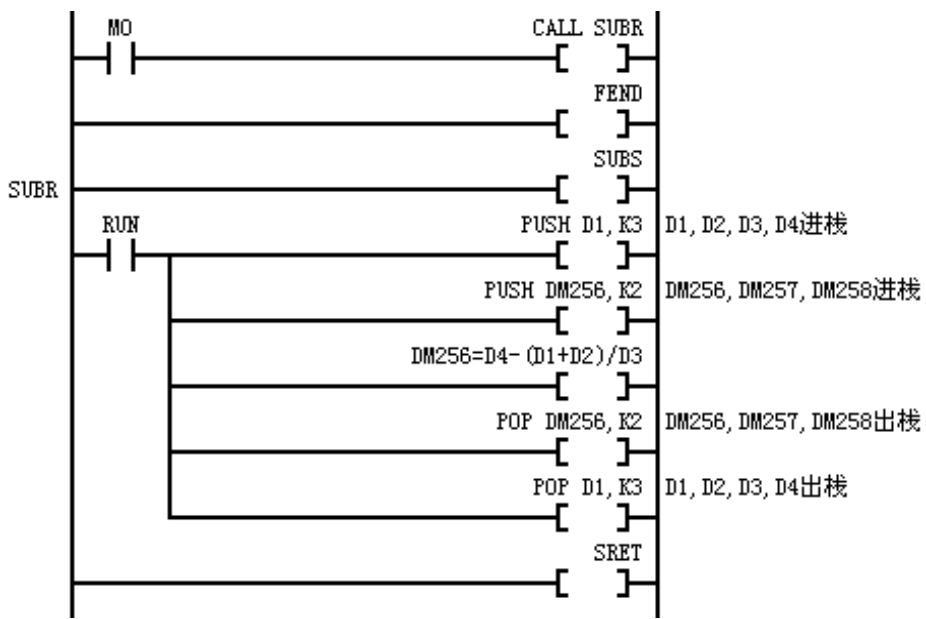 M0 CALL SUBR
FEND
SUBS
SUBR
RUN PUSH D1,K3 D1,D2,D3,D4进栈
PUSH DM256,K2 DM256,DM257,DM258进栈
DM256=D4-(D1+D2)/D3
POP DM256,K2 DM256,DM257,DM258出栈
POP D1,K3 D1,D2,D3,D4出栈
SRET